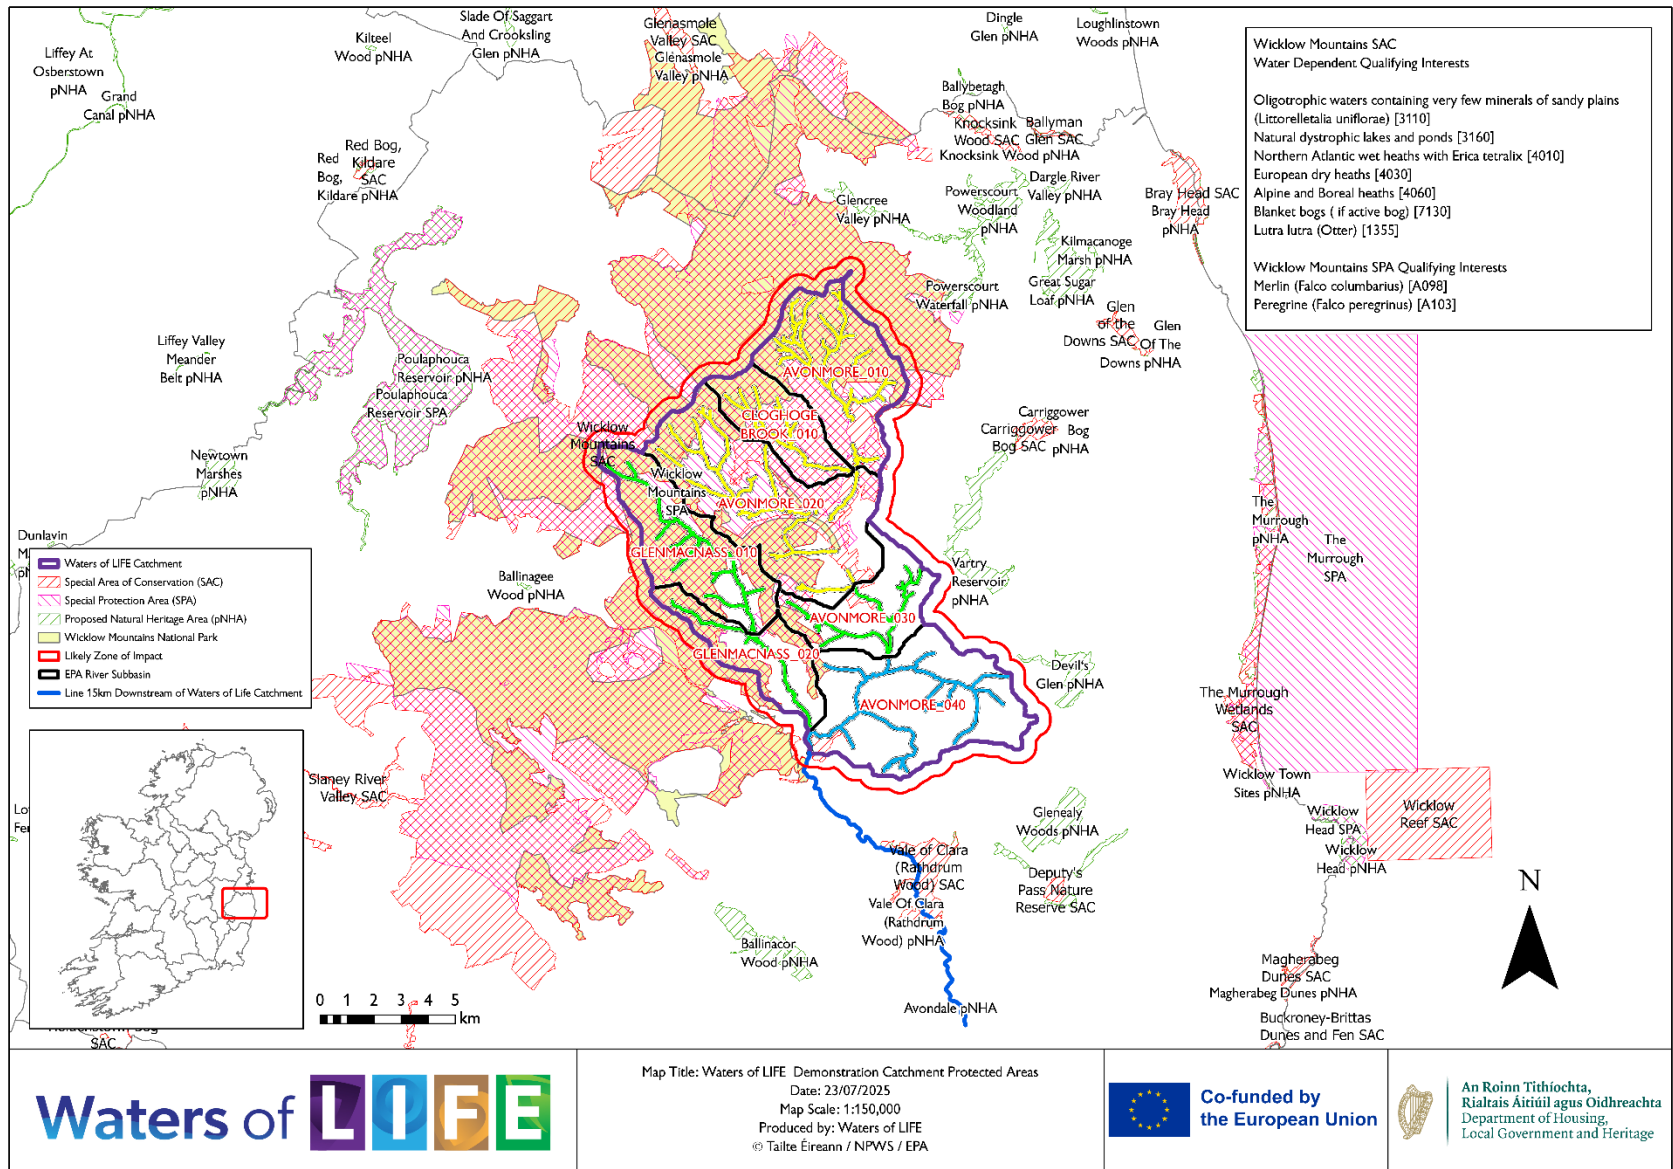 Slade Of Saggart
And Crooksling
Glen pNHA
Kilteel
Wood pNHA
Liffey At
Osberstown
pNHA
Grand
Canal pNHA
Glenasmole
Valley SAC
Glenasmole
Valley pNHA
Dingle
Glen pNHA
Loughlinstown
Woods pNHA
Ballybetagh
Bog pNHA
Knocksink
Wood SAC
Ballyman
Glen SAC
Knocksink Wood pNHA
Red Bog,
Kildare
SAC
Red
Bog,
Kildare pNHA
Glencree
Valley pNHA
Powerscourt
Woodland
pNHA
Dargle River
Valley pNHA
Bray Head SAC
Bray Head
pNHA
Kilmacanoge
Marsh pNHA
Great Sugar
Loaf pNHA
Powerscourt
Waterfall pNHA
Glen
of the
Downs SAC
Glen
Of The
Downs pNHA
Wicklow Mountains SAC
Water Dependent Qualifying Interests
Oligotrophic waters containing very few minerals of sandy plains
(Littorelletalia uniflorae) [3110]
Natural dystrophic lakes and ponds [3160]
Northern Atlantic wet heaths with Erica tetralix [4010]
European dry heaths [4030]
Alpine and Boreal heaths [4060]
Blanket bogs ( if active bog) [7130]
Lutra lutra (Otter) [1355]
Wicklow Mountains SPA Qualifying Interests
Merlin (Falco columbarius) [A098]
Peregrine (Falco peregrinus) [A103]
Liffey Valley
Meander
Belt pNHA
Poulaphouca
Reservoir pNHA
Poulaphouca
Reservoir SPA
AVONMORE_010
CLOGHOGE
BROOK_010
Wicklow
Mountains
SAC
Wicklow
Mountains
SPA
AVONMORE_020
GLENMACNASS_010
Carriggower
Bog SAC
Carriggower
Bog
pNHA
Newtown
Marshes
pNHA
The
Murrough
pNHA
The
Murrough
SPA
Dunlavin
Vartry
Reservoir
pNHA
Ballinagee
Wood pNHA
AVONMORE_030
GLENMACNASS_020
AVONMORE_040
Devil's
Glen pNHA
The Murrough
Wetlands
SAC
Waters of LIFE Catchment
Special Area of Conservation (SAC)
Special Protection Area (SPA)
Proposed Natural Heritage Area (pNHA)
Wicklow Mountains National Park
Likely Zone of Impact
EPA River Subbasin
Line 15km Downstream of Waters of Life Catchment
Slaney River
Valley SAC
Wicklow Town
Sites pNHA
Wicklow
Head SPA
Wicklow
Reef SAC
Wicklow
Head pNHA
Glenealy
Woods pNHA
Vale of Clara
(Rathdrum
Wood) SAC
Vale Of Clara
(Rathdrum
Wood) pNHA
Deputy's
Pass Nature
Reserve SAC
Ballinacor
Wood pNHA
Avondale pNHA
N
Magherabeg
Dunes SAC
Magherabeg Dunes pNHA
Buckroney-Brittas
Dunes and Fen SAC
SAC
0 1 2 3 4 5
km
Waters of LIFE
Map Title: Waters of LIFE Demonstration Catchment Protected Areas
Date: 23/07/2025
Map Scale: 1:150,000
Produced by: Waters of LIFE
© Tailte Éireann / NPWS / EPA
Co-funded by
the European Union
An Roinn Tithíochta,
Rialtais Áitiúil agus Oidhreachta
Department of Housing,
Local Government and Heritage